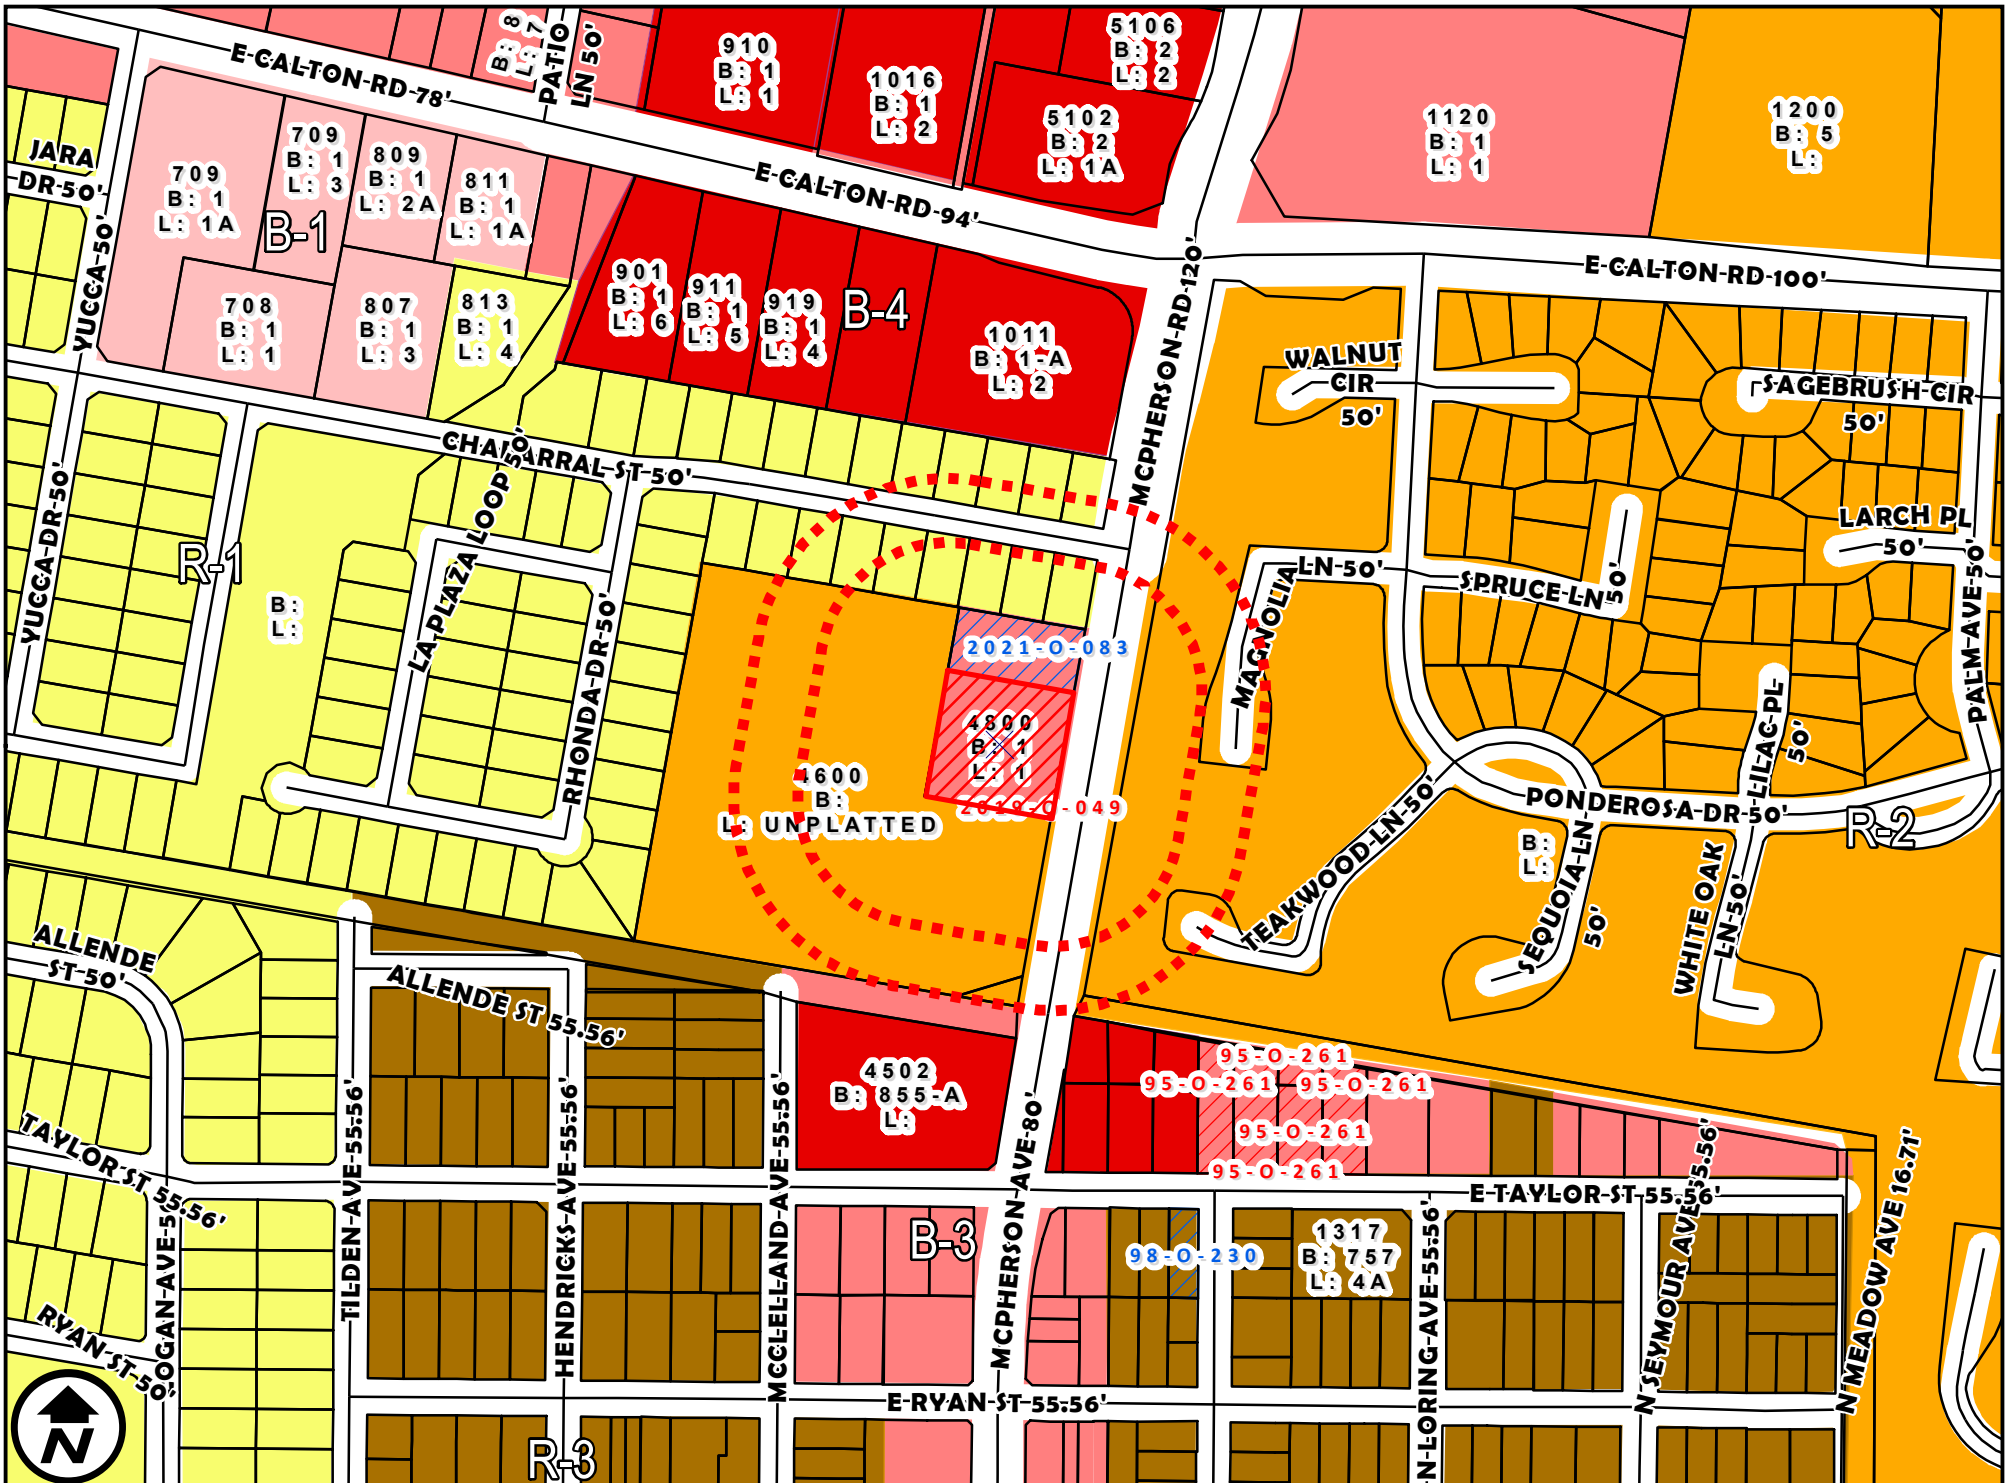 B: 8
L: 7
PATIO
LN 50'
910
B: 1
L: 1
1016
B: 1
L: 2
5106
B: 2
L: 2
5102
B: 2
L: 1A
1120
B: 1
L: 1
1200
B: 5
L:
E CALTON RD 78'
E CALTON RD 94'
E CALTON RD 100'
JARA
DR 50'
YUCCA 50'
709
B: 1
L: 1A
709
B: 1
L: 3
809
B: 1
L: 2A
811
B: 1
L: 1A
B-1
708
B: 1
L: 1
807
B: 1
L: 3
813
B: 1
L: 4
901
B: 1
L: 6
911
B: 1
L: 5
919
B: 1
L: 4
B-4
1011
B: 1-A
L: 2
MCPHERSON RD 120'
WALNUT
CIR
50'
SAGEBRUSH CIR
50'
LARCH PL
50'
CHAPARRAL ST 50'
LA PLAZA LOOP 50'
YUCCA DR 50'
R-1
B:
L:
RHONDA DR 50'
MAGNOLIA
LN 50'
SPRUCE LN
50'
PALM AVE 50'
2021-O-083
4800
B: 1
L: 1
2019-O-049
4600
B:
L: UNPLATTED
LILAC PL
50'
PONDEROSA DR 50'
R-2
B:
L:
TEAKWOOD LN 50'
SEQUOIA LN
50'
WHITE OAK
LN 50'
ALLENDE
ST 50'
ALLENDE ST 55.56'
4502
B: 855-A
L:
95-O-261
95-O-261
95-O-261
95-O-261
95-O-261
TAYLOR ST 55.56'
E TAYLOR ST 55.56'
TILDEN AVE 55.56'
HENDRICKS AVE 55.56'
MCCLELLAND AVE 55.56'
MCPHERSON AVE 80'
B-3
98-O-230
1317
B: 757
L: 4A
N LORING AVE 55.56'
N SEYMOUR AVE 55.56'
N MEADOW AVE 16.71'
RYAN ST 50'
E RYAN ST 55.56'
R-3
N